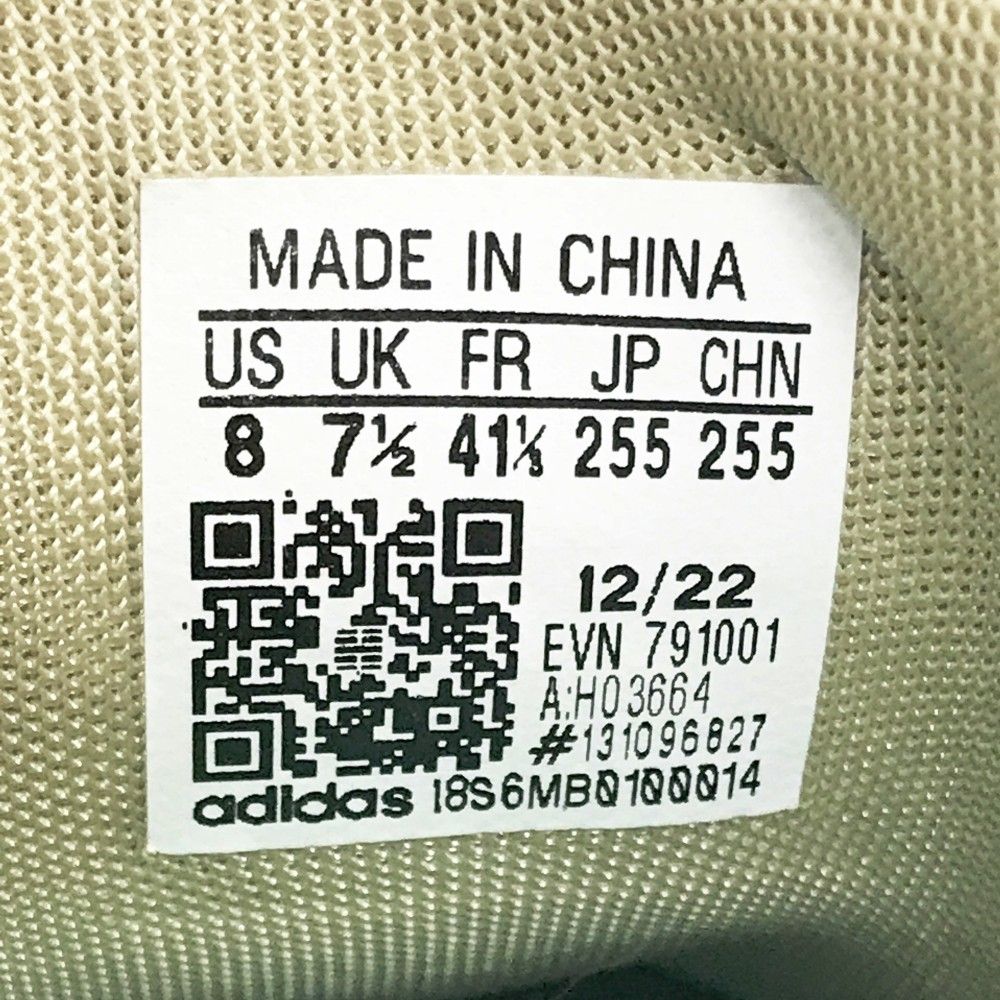 MADE IN CHINA
US UK FR JP CHN
8 7½ 41⅓ 255 255
12/22
EVN 791001
A:H03664
#131096827
adidas 18S6MB0100014